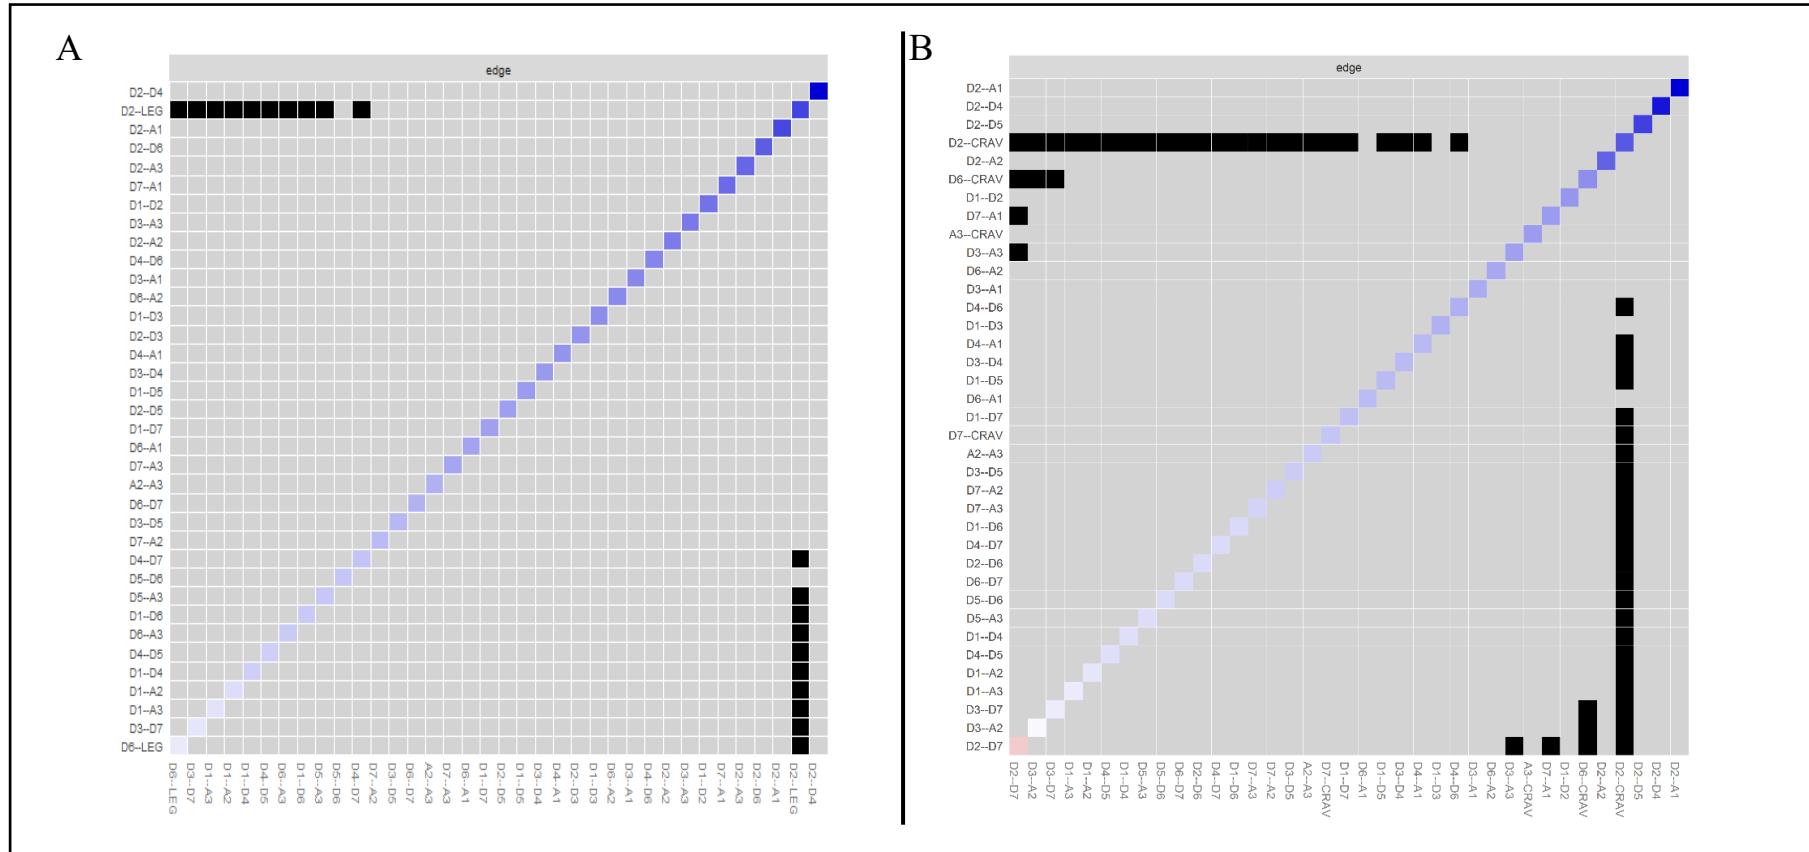 A
edge
D2--D4
D2--LEG
D2--A1
D2--D6
D2--A3
D7--A1
D1--D2
D3--A3
D2--A2
D4--D6
D3--A1
D6--A2
D1--D3
D2--D3
D4--A1
D3--D4
D1--D5
D2--D5
D1--D7
D6--A1
D7--A3
A2--A3
D6--D7
D3--D5
D7--A2
D4--D7
D5--D6
D5--A3
D1--D6
D6--A3
D4--D5
D1--D4
D1--A2
D1--A3
D3--D7
D6--LEG
D6--LEG
D3--D7
D1--A3
D1--A2
D1--D4
D4--D5
D6--A3
D1--D6
D5--A3
D5--D6
D4--D7
D7--A2
D3--D5
D6--D7
A2--A3
D7--A3
D6--A1
D1--D7
D2--D5
D1--D5
D3--D4
D4--A1
D2--D3
D1--D3
D6--A2
D3--A1
D4--D6
D2--A2
D3--A3
D1--D2
D7--A1
D2--A3
D2--D6
D2--A1
D2--LEG
D2--D4
B
edge
D2--A1
D2--D4
D2--D5
D2--CRAV
D2--A2
D6--CRAV
D1--D2
D7--A1
A3--CRAV
D3--A3
D6--A2
D3--A1
D4--D6
D1--D3
D4--A1
D3--D4
D1--D5
D6--A1
D1--D7
D7--CRAV
A2--A3
D3--D5
D7--A2
D7--A3
D1--D6
D4--D7
D2--D6
D6--D7
D5--D6
D5--A3
D1--D4
D4--D5
D1--A2
D1--A3
D3--D7
D3--A2
D2--D7
D2--D7
D3--A2
D3--D7
D1--A3
D1--A2
D4--D5
D1--D4
D5--A3
D5--D6
D6--D7
D2--D6
D4--D7
D1--D6
D7--A3
D7--A2
D3--D5
A2--A3
D7--CRAV
D1--D7
D6--A1
D1--D5
D3--D4
D4--A1
D1--D3
D4--D6
D3--A1
D6--A2
D3--A3
A3--CRAV
D7--A1
D1--D2
D6--CRAV
D2--A2
D2--CRAV
D2--D5
D2--D4
D2--A1